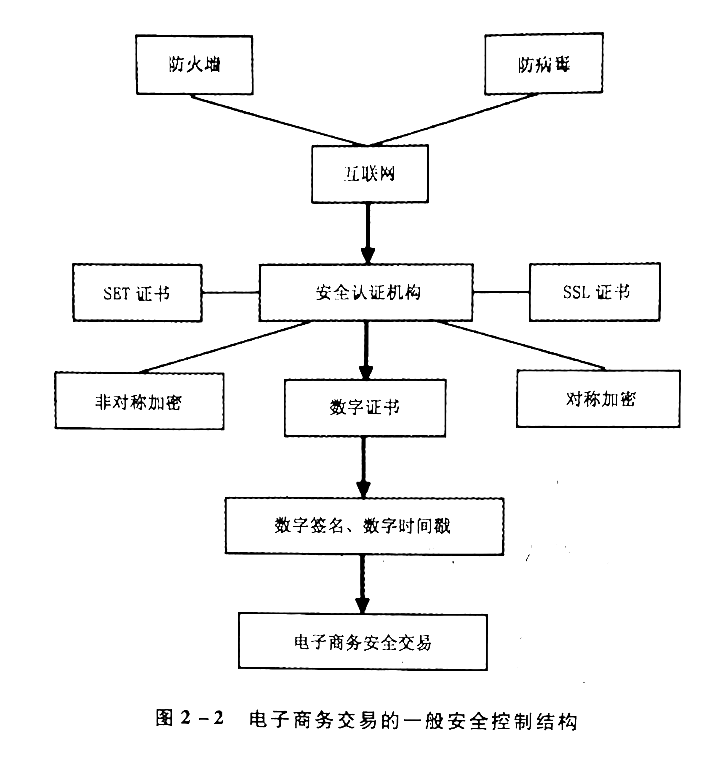 防火墙
防病毒
互联网
SET 证书
安全认证机构
SSL 证书
非对称加密
数字证书
对称加密
数字签名、数字时间戳
电子商务安全交易
图 2-2 电子商务交易的一般安全控制结构